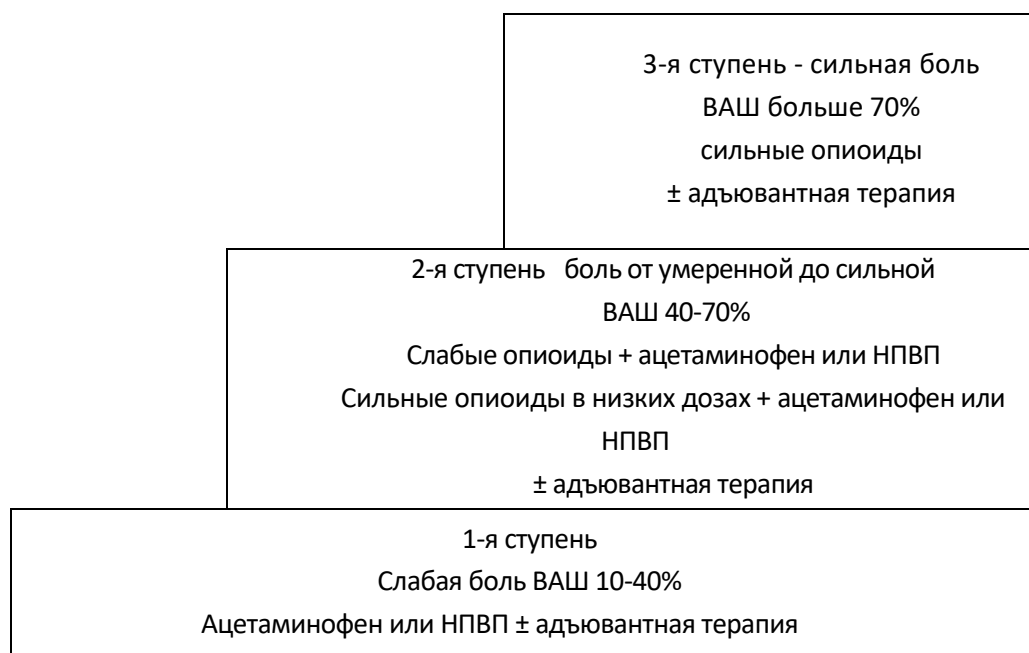 3-я ступень - сильная боль
ВАШ больше 70%
сильные опиоиды
± адъювантная терапия
2-я ступень боль от умеренной до сильной
ВАШ 40-70%
Слабые опиоиды + ацетаминофен или НПВП
Сильные опиоиды в низких дозах + ацетаминофен или
НПВП
± адъювантная терапия
1-я ступень
Слабая боль ВАШ 10-40%
Ацетаминофен или НПВП ± адъювантная терапия